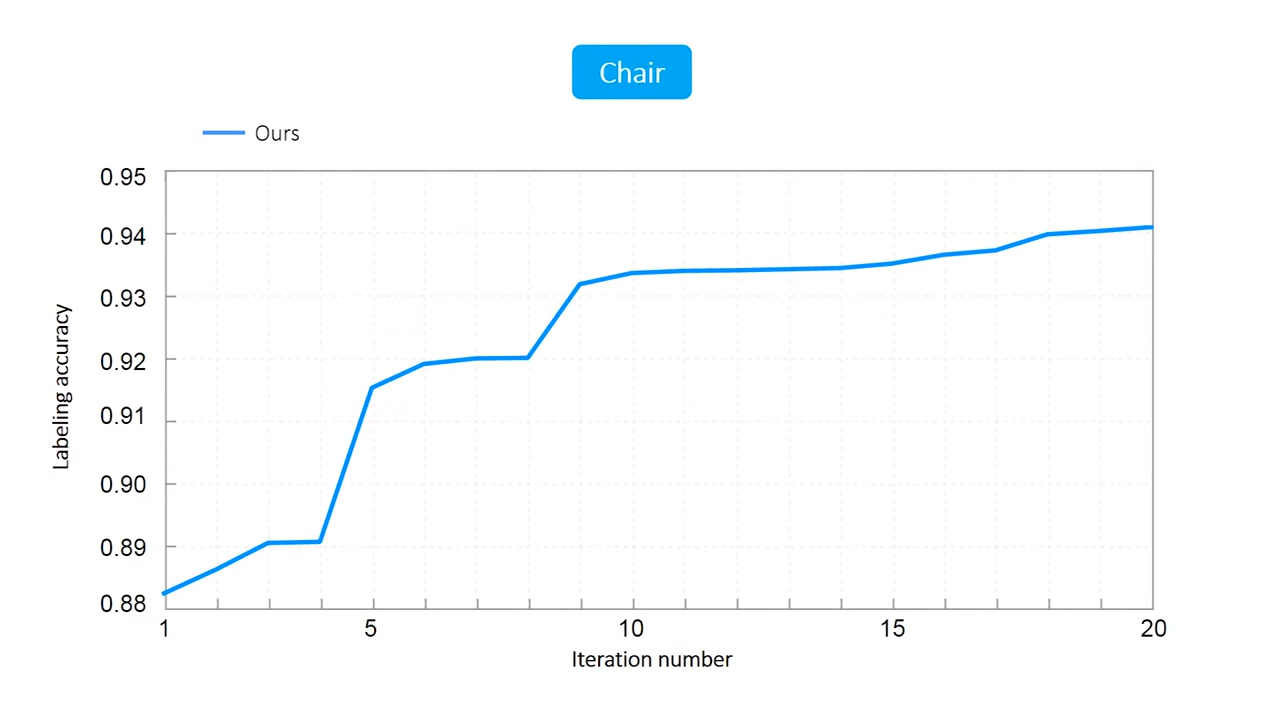 Chair
Ours
0.95
0.94
0.93
0.92
0.91
0.90
0.89
0.88
Labeling accuracy
1 5 10 15 20
Iteration number